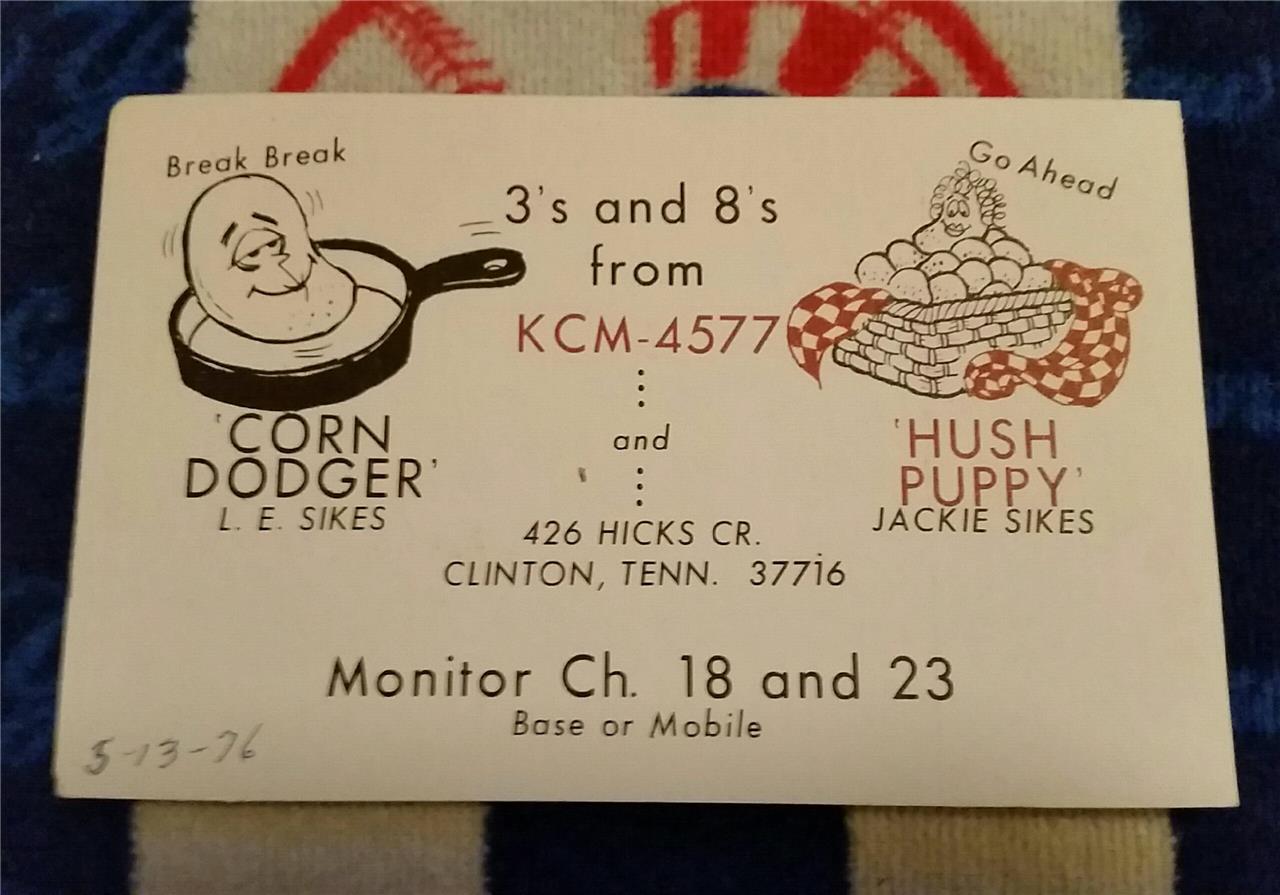 Break Break
Go Ahead
3's and 8's
from
KCM-4577
and
'CORN
DODGER'
L. E. SIKES
'HUSH
PUPPY'
JACKIE SIKES
426 HICKS CR.
CLINTON, TENN. 37716
Monitor Ch. 18 and 23
Base or Mobile
5-13-76